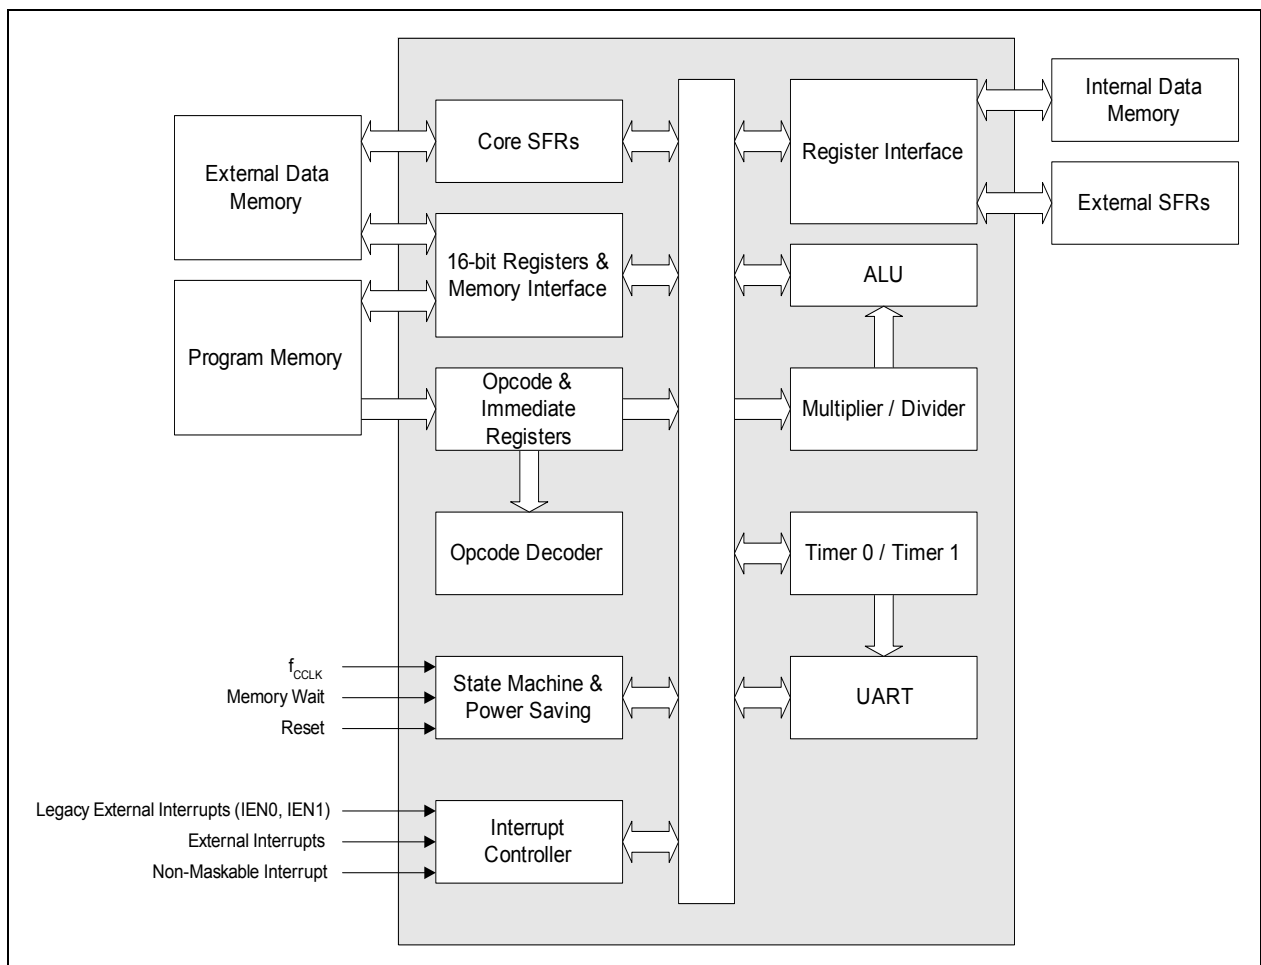 External Data
Memory
Program Memory
Core SFRs
16-bit Registers &
Memory Interface
Opcode &
Immediate
Registers
Opcode Decoder
State Machine &
Power Saving
Interrupt
Controller
Register Interface
ALU
Multiplier / Divider
Timer 0 / Timer 1
UART
Internal Data
Memory
External SFRs
fCCLK
Memory Wait
Reset
Legacy External Interrupts (IEN0, IEN1)
External Interrupts
Non-Maskable Interrupt